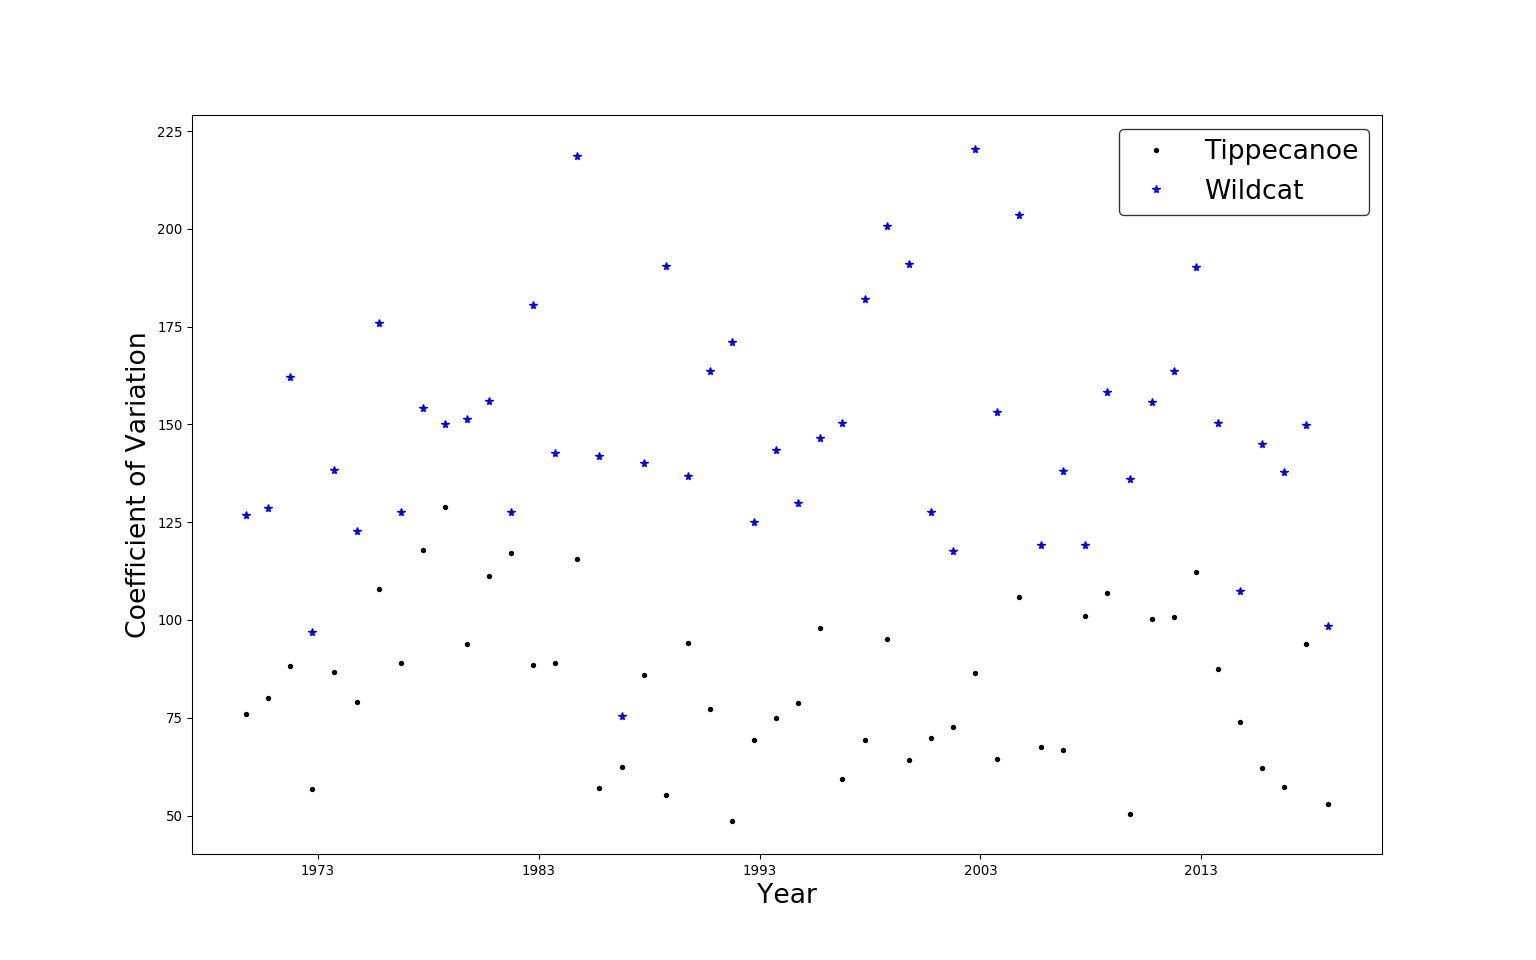 225
200
175
150
125
100
75
50
Coefficient of Variation
Tippecanoe
Wildcat
1973 1983 1993 2003 2013
Year